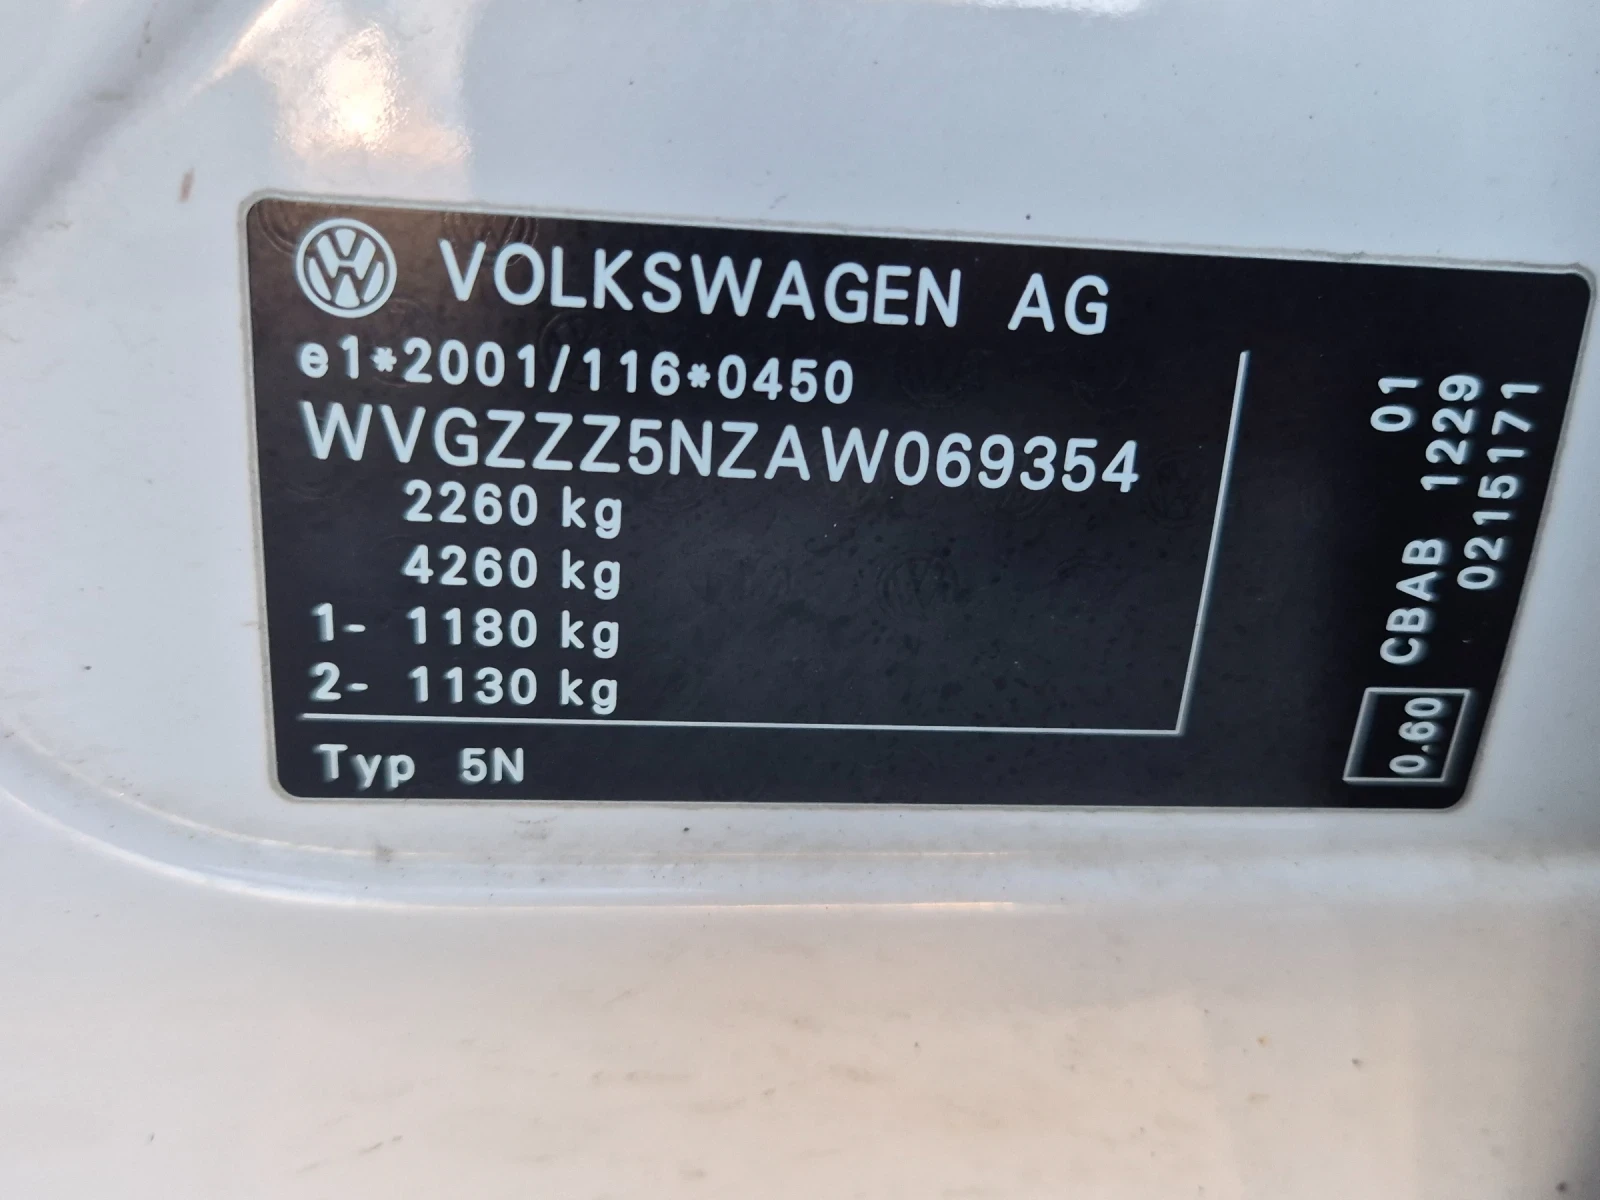 VOLKSWAGEN AG
e1*2001/116*0450
WVGZZZ5NZAW069354
2260 kg
4260 kg
1- 1180 kg
2- 1130 kg
Typ 5N
01
CBAB 1229
0215171
0.60